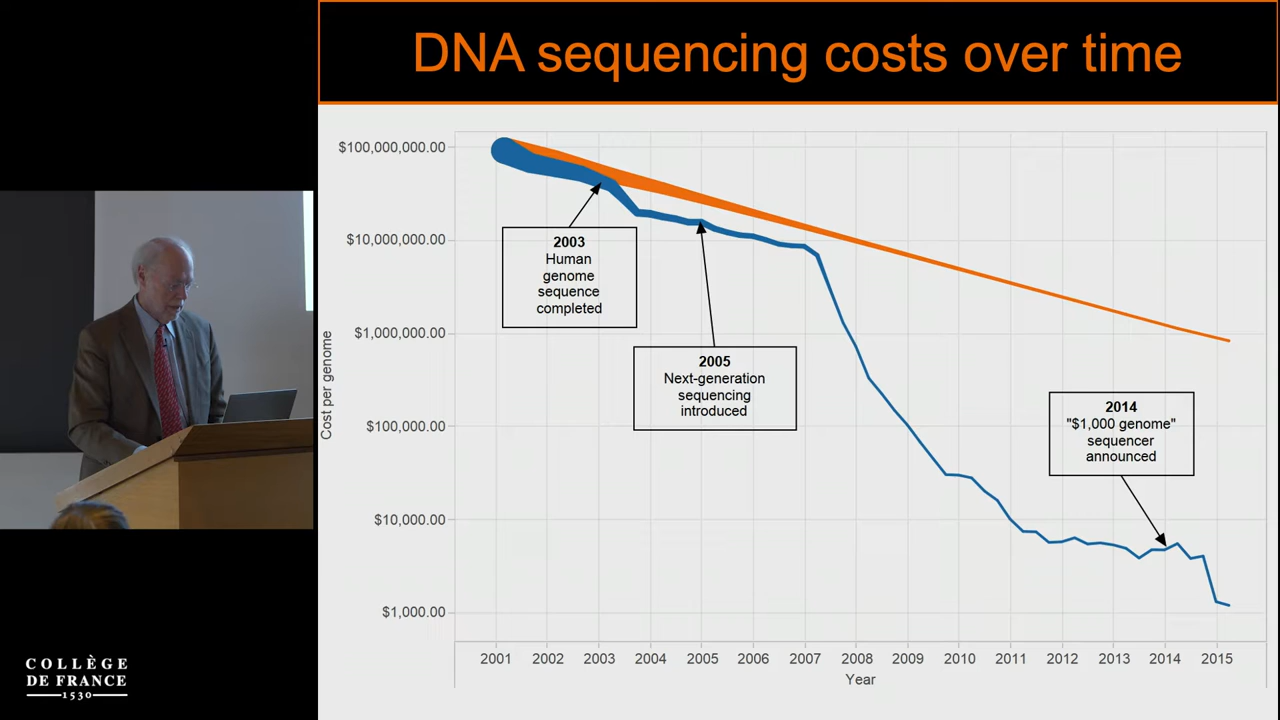 DNA sequencing costs over time
$100,000,000.00
$10,000,000.00
$1,000,000.00
$100,000.00
$10,000.00
$1,000.00
Cost per genome
2003
Human
genome
sequence
completed
2005
Next-generation
sequencing
introduced
2014
"$1,000 genome"
sequencer
announced
2001 2002 2003 2004 2005 2006 2007 2008 2009 2010 2011 2012 2013 2014 2015
Year
COLLÈGE
DE FRANCE
1530